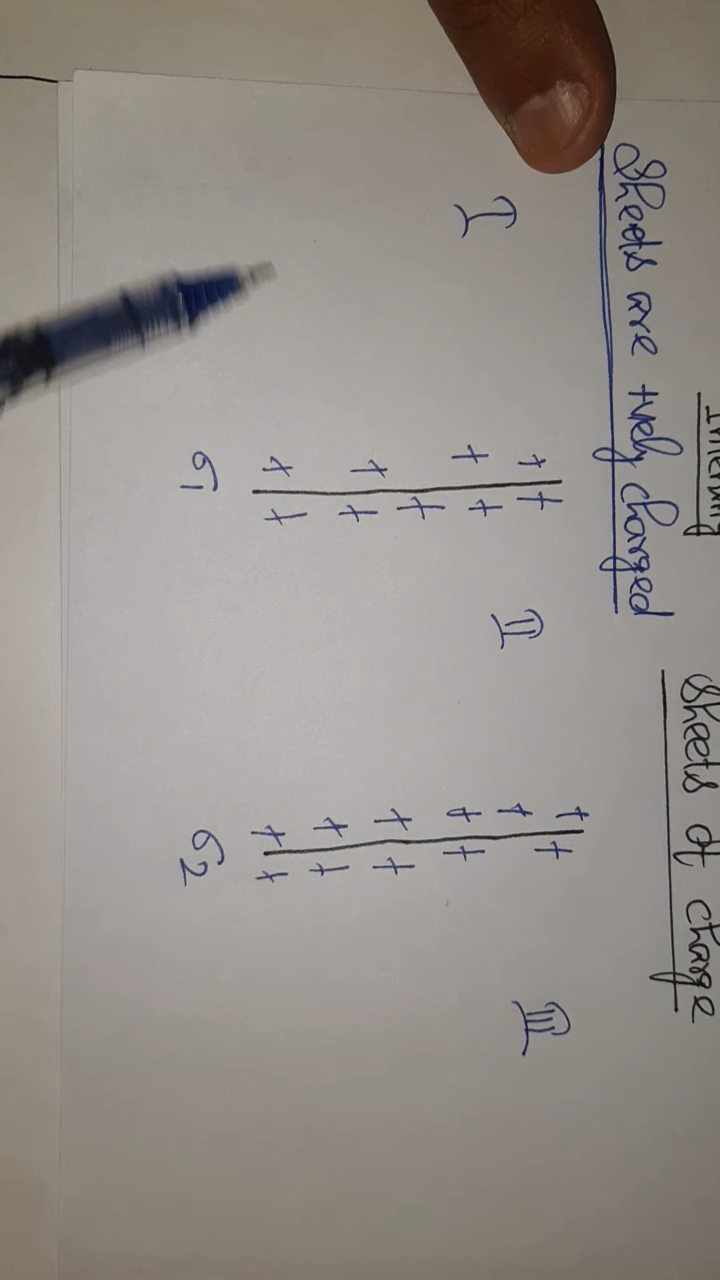 Sheets of charge
Sheets are +vely charged
I
II
III
+ + + +
+ + + + +
+ + + + + +
+ + + + +
σ1
σ2